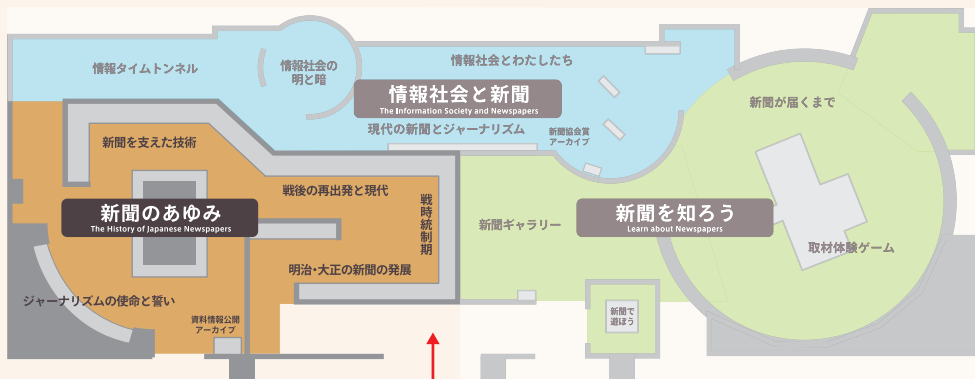 情報タイムトンネル
情報社会の
明と暗
情報社会とわたしたち
情報社会と新聞
The Information Society and Newspapers
現代の新聞とジャーナリズム
新聞協会賞
アーカイブ
新聞が届くまで
新聞を支えた技術
戦後の再出発と現代
戦時統制期
新聞のあゆみ
The History of Japanese Newspapers
新聞ギャラリー
新聞を知ろう
Learn about Newspapers
取材体験ゲーム
明治・大正の新聞の発展
ジャーナリズムの使命と誓い
資料情報公開
アーカイブ
新聞で
遊ぼう